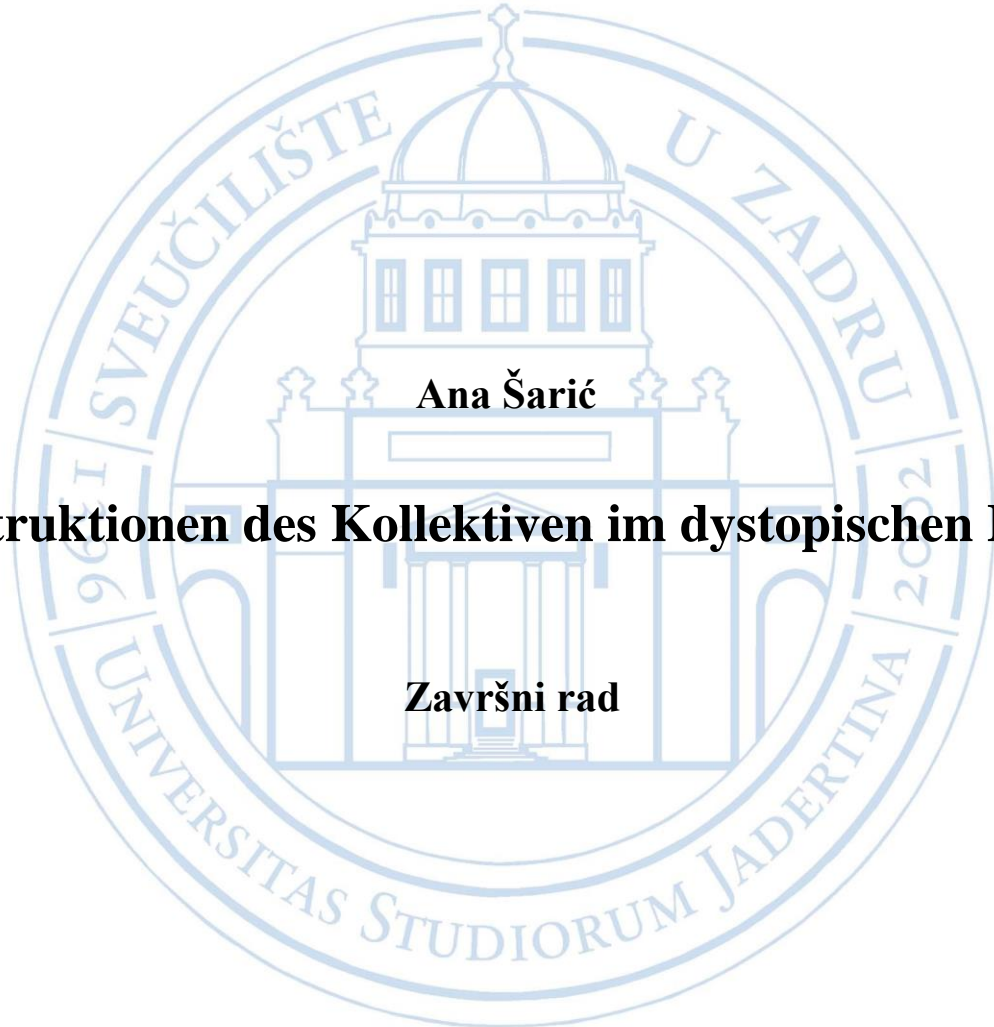 SVEUČILIŠTE U ZADRU
Ana Šarić
truktionen des Kollektiven im dystopischen
1396
2002
Završni rad
UNIVERSITAS STUDIORUM JADERTINA